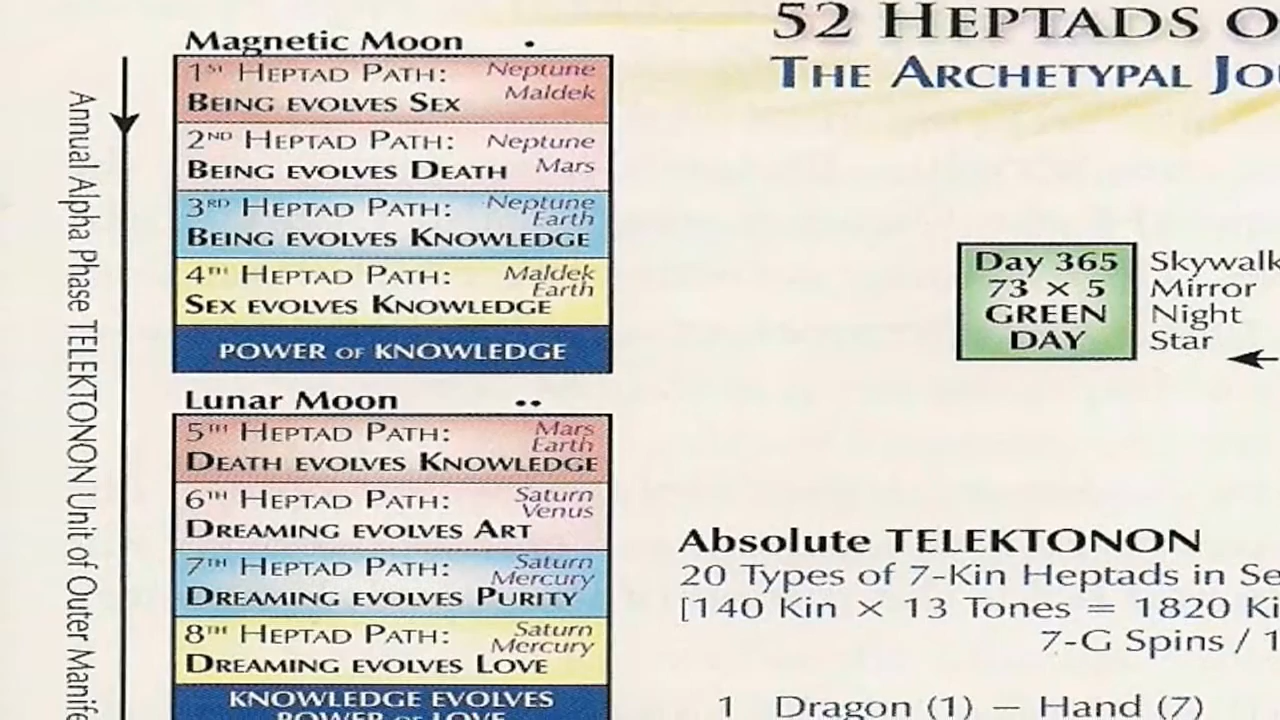 Magnetic Moon •
1ST HEPTAD PATH: Neptune
Maldek
BEING EVOLVES SEX
2ND HEPTAD PATH: Neptune
Mars
BEING EVOLVES DEATH
3RD HEPTAD PATH: Neptune
Earth
BEING EVOLVES KNOWLEDGE
4TH HEPTAD PATH: Maldek
Earth
SEX EVOLVES KNOWLEDGE
POWER OF KNOWLEDGE
Lunar Moon ••
5TH HEPTAD PATH: Mars
Earth
DEATH EVOLVES KNOWLEDGE
6TH HEPTAD PATH: Saturn
Venus
DREAMING EVOLVES ART
7TH HEPTAD PATH: Saturn
Mercury
DREAMING EVOLVES PURITY
8TH HEPTAD PATH: Saturn
Mercury
DREAMING EVOLVES LOVE
KNOWLEDGE EVOLVES
POWER OF LOVE
Annual Alpha Phase TELEKTONON Unit of Outer Manife
52 HEPTADS O
THE ARCHETYPAL JO
Day 365
73 × 5
GREEN
DAY
Skywalk
Mirror
Night
Star
Absolute TELEKTONON
20 Types of 7-Kin Heptads in Se
[140 Kin × 13 Tones = 1820 Ki
7-G Spins / 1
1 Dragon (1) – Hand (7)